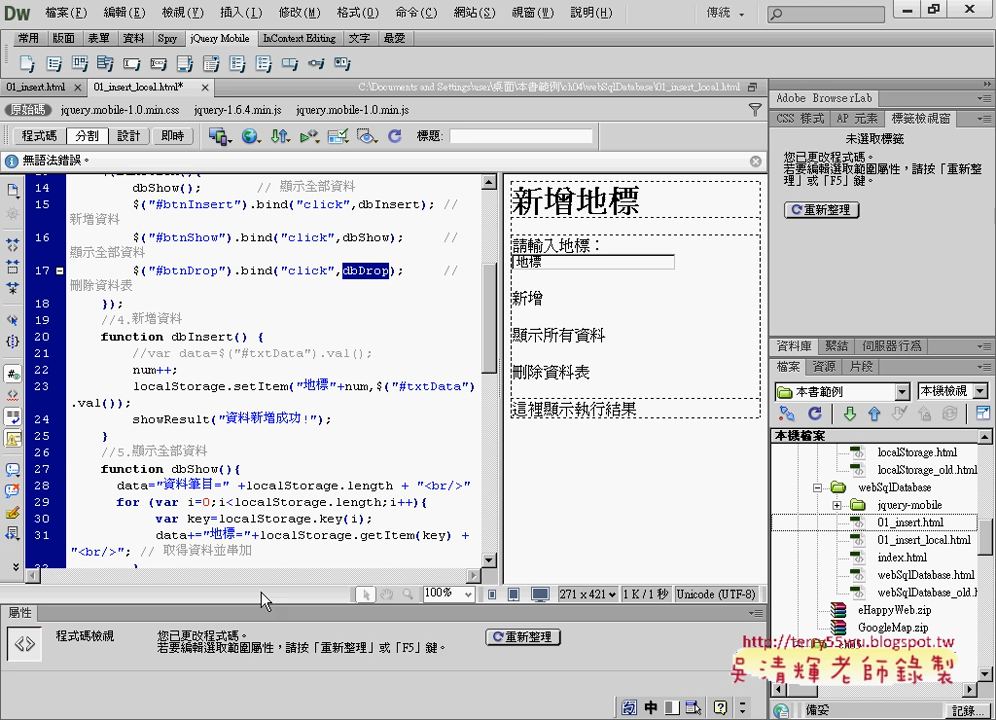 Dw 檔案(F) 編輯(E) 檢視(V) 插入(I) 修改(M) 格式(O) 命令(C) 網站(S) 視窗(W) 說明(H) 傳統
常用 版面 表單 資料 Spry jQuery Mobile InContext Editing 文字 最愛
01_insert.html 01_insert_local.html* C:\Documents and Settings\user\桌面\本書範例\ch04\webSqlDatabase\01_insert_local.html
原始碼 jquery.mobile-1.0.min.css jquery-1.6.4.min.js jquery.mobile-1.0.min.js
程式碼 分割 設計 即時 標題:
無語法錯誤。
14 dbShow(); // 顯示全部資料
15 $("#btnInsert").bind("click",dbInsert); //
新增資料
16 $("#btnShow").bind("click",dbShow); //
顯示全部資料
17 $("#btnDrop").bind("click",dbDrop); //
刪除資料表
18 });
19 //4.新增資料
20 function dbInsert() {
21 //var data=$("#txtData").val();
22 num++;
23 localStorage.setItem("地標"+num,$("#txtData")
.val());
24 showResult("資料新增成功!");
25 }
26 //5.顯示全部資料
27 function dbShow(){
28 data="資料筆目=" +localStorage.length + "<br/>"
29 for (var i=0;i<localStorage.length;i++){
30 var key=localStorage.key(i);
31 data+="地標="+localStorage.getItem(key) +
"<br/>"; // 取得資料並串加
新增地標
請輸入地標：
地標
新增
顯示所有資料
刪除資料表
這裡顯示執行結果
100% 271 x 421 1 K / 1 秒 Unicode (UTF-8)
屬性
程式碼檢視 您已更改程式碼。
若要編輯選取範圍屬性，請按「重新整理」或「F5」鍵。
重新整理
Adobe BrowserLab
CSS 樣式 AP 元素 標籤檢視窗
未選取標籤
您已更改程式碼。
若要編輯選取範圍屬性，請按「重新整
理」或「F5」鍵。
重新整理
資料庫 繫結 伺服器行為
檔案 資源 片段
本書範例 本機檢視
本機檔案
localStorage.html
localStorage_old.html
webSqlDatabase
jquery-mobile
01_insert.html
01_insert_local.html
index.html
webSqlDatabase.html
webSqlDatabase_old.h
eHappyWeb.zip
GoogleMap.zip
http://terry55wu.blogspot.tw
吳清輝老師錄製
備妥 記錄...
中